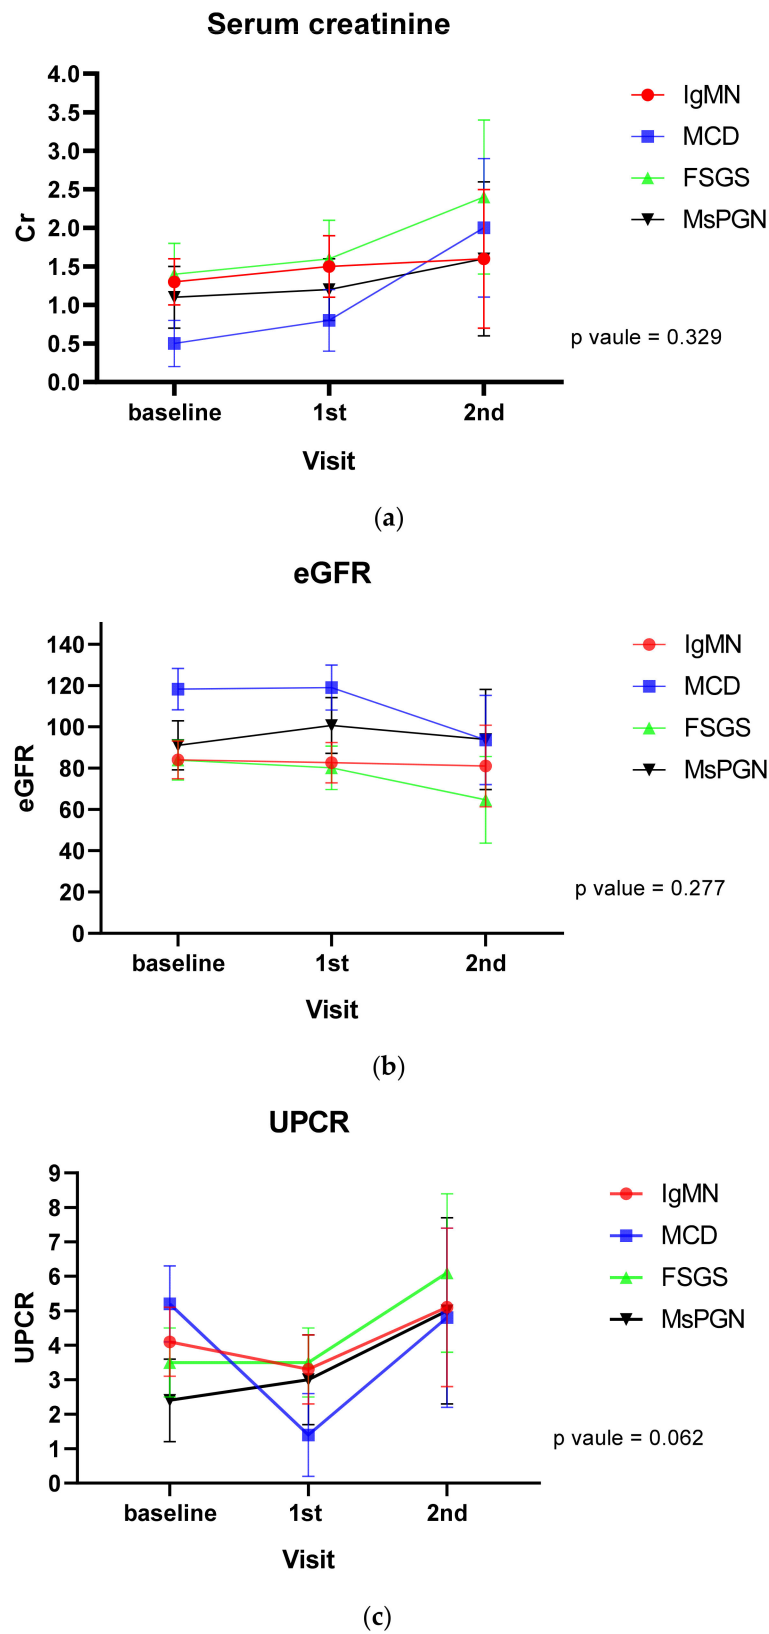 Serum creatinine
4.0
3.5
3.0
2.5
2.0
1.5
1.0
0.5
0.0
Cr
baseline 1st 2nd
Visit
IgMN
MCD
FSGS
MsPGN
p vaule = 0.329
(a)
eGFR
140
120
100
80
60
40
20
0
eGFR
baseline 1st 2nd
Visit
IgMN
MCD
FSGS
MsPGN
p value = 0.277
(b)
UPCR
9
8
7
6
5
4
3
2
1
0
UPCR
baseline 1st 2nd
Visit
IgMN
MCD
FSGS
MsPGN
p vaule = 0.062
(c)